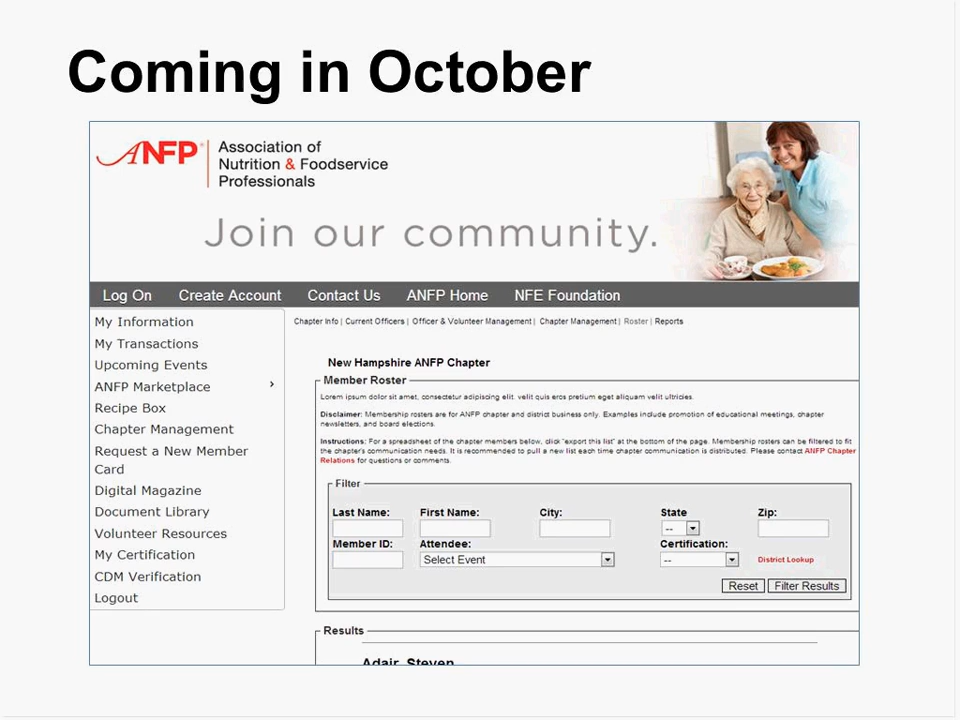 Coming in October
ANFP®
Association of
Nutrition & Foodservice
Professionals
Join our community.
Log On Create Account Contact Us ANFP Home NFE Foundation
My Information
My Transactions
Upcoming Events
ANFP Marketplace ›
Recipe Box
Chapter Management
Request a New Member
Card
Digital Magazine
Document Library
Volunteer Resources
My Certification
CDM Verification
Logout
Chapter Info | Current Officers | Officer & Volunteer Management | Chapter Management | Roster | Reports
New Hampshire ANFP Chapter
Member Roster
Lorem ipsum dolor sit amet, consectetur adipiscing elit. velit quis eros pretium eget aliquam velit ultricies.
Disclaimer: Membership rosters are for ANFP chapter and district business only. Examples include promotion of educational meetings, chapter
newsletters, and board elections.
Instructions: For a spreadsheet of the chapter members below, click "export this list" at the bottom of the page. Membership rosters can be filtered to fit
the chapter's communication needs. It is recommended to pull a new list each time chapter communication is distributed. Please contact ANFP Chapter
Relations for questions or comments.
Filter
Last Name: First Name: City: State Zip:
--
Member ID: Attendee: Certification:
Select Event -- District Lookup
Reset Filter Results
Results
Adair, Steven